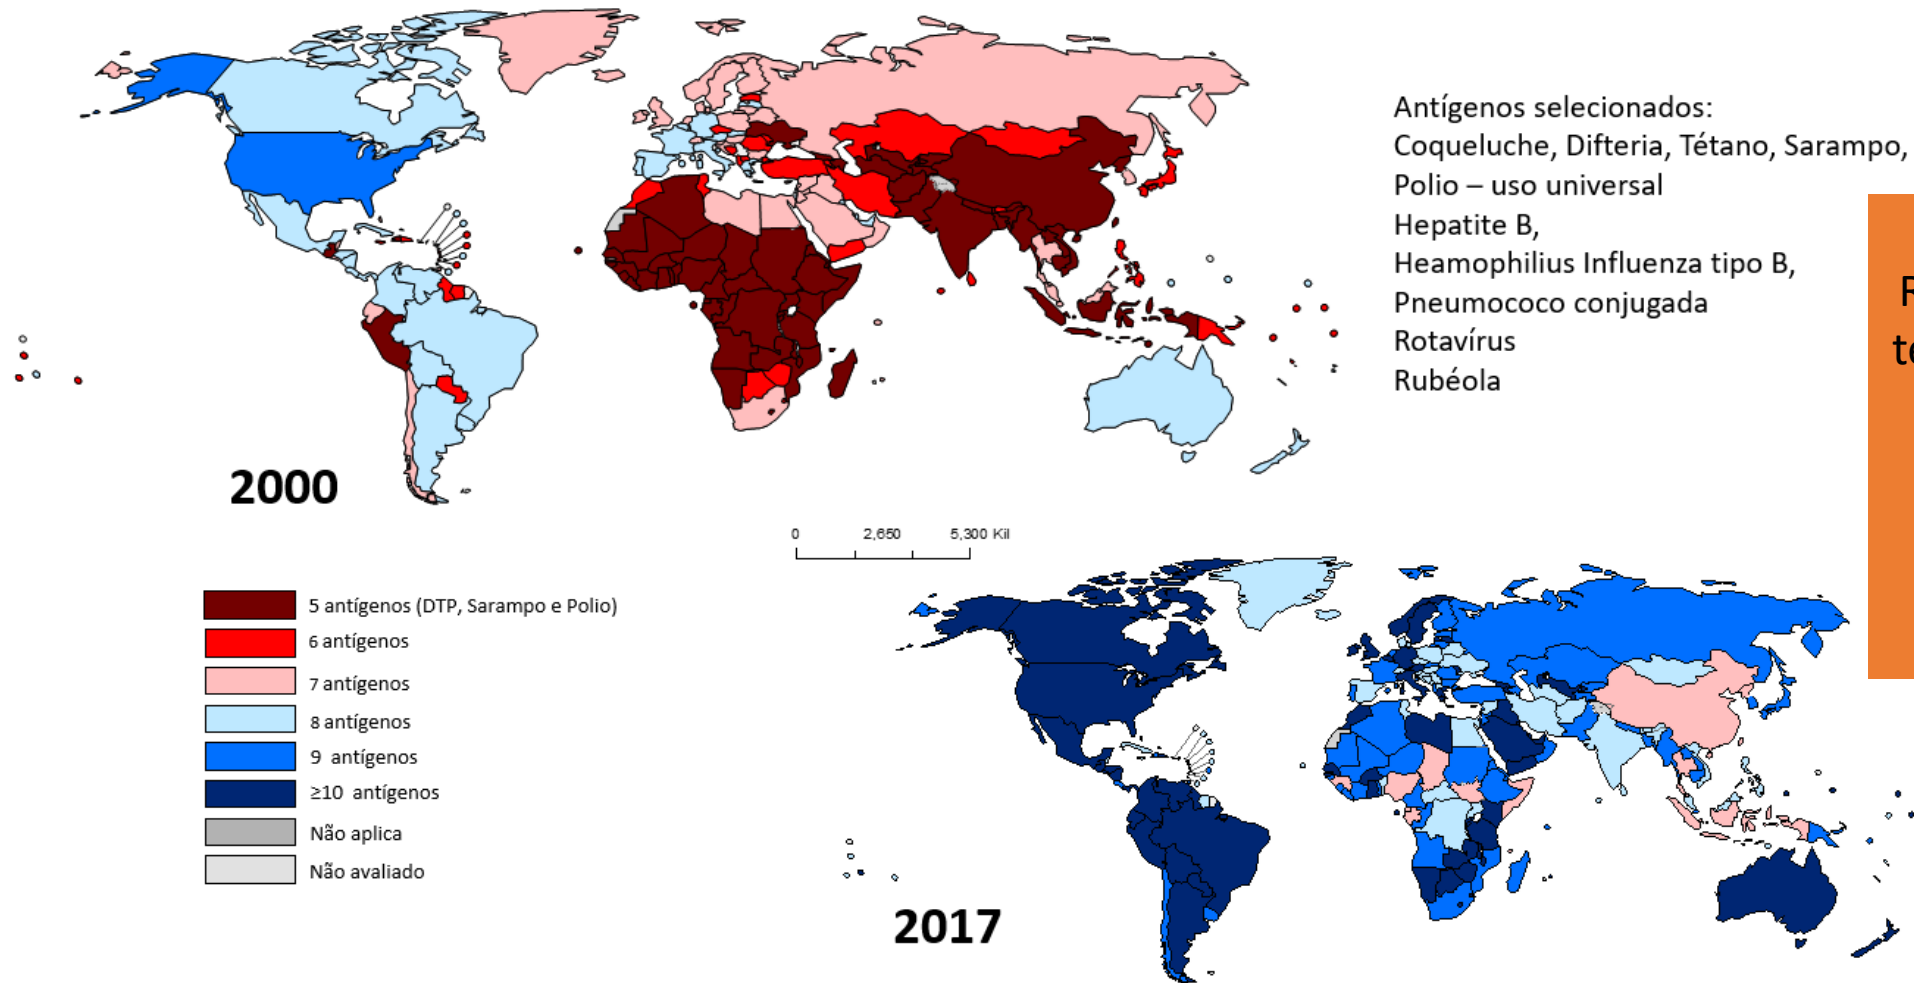 Antígenos selecionados:
Coqueluche, Difteria, Tétano, Sarampo,
Polio – uso universal
Hepatite B,
Heamophilius Influenza tipo B,
Pneumococo conjugada
Rotavírus
Rubéola
2000
0 2,650 5,300 Kil
5 antígenos (DTP, Sarampo e Polio)
6 antígenos
7 antígenos
8 antígenos
9 antígenos
≥10 antígenos
Não aplica
Não avaliado
2017